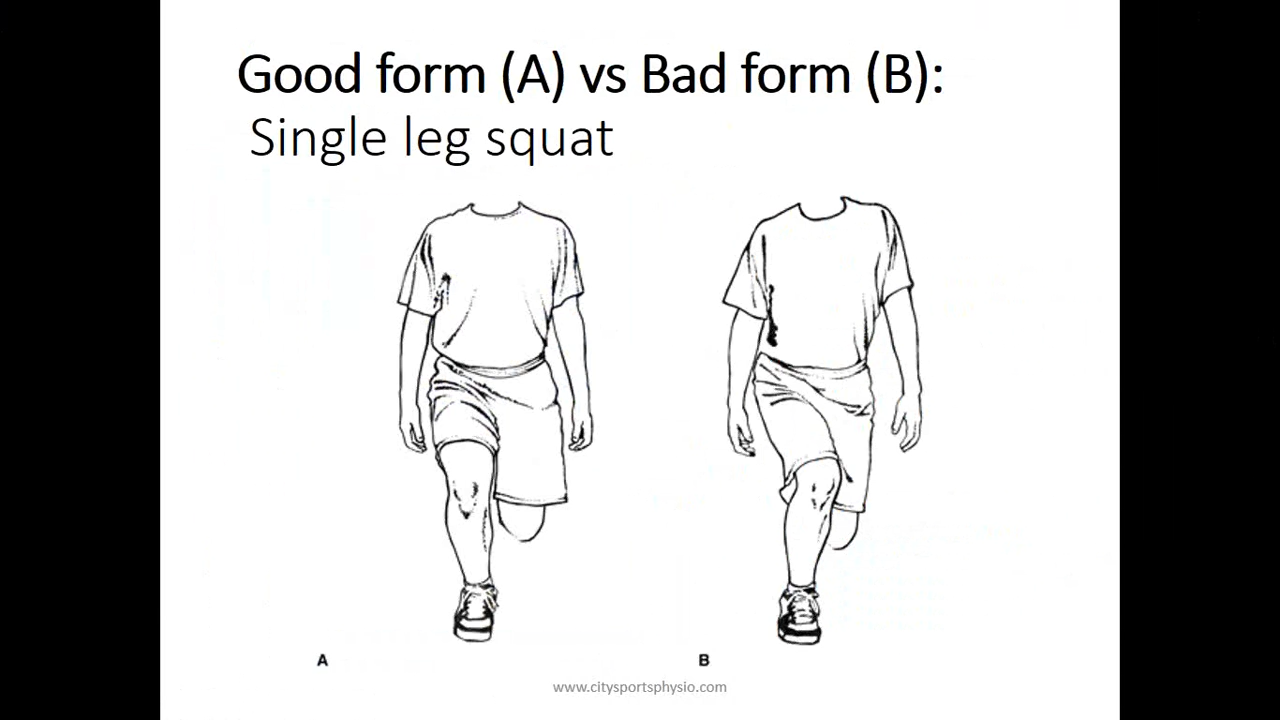 Good form (A) vs Bad form (B):
Single leg squat
A
B
www.citysportsphysio.com